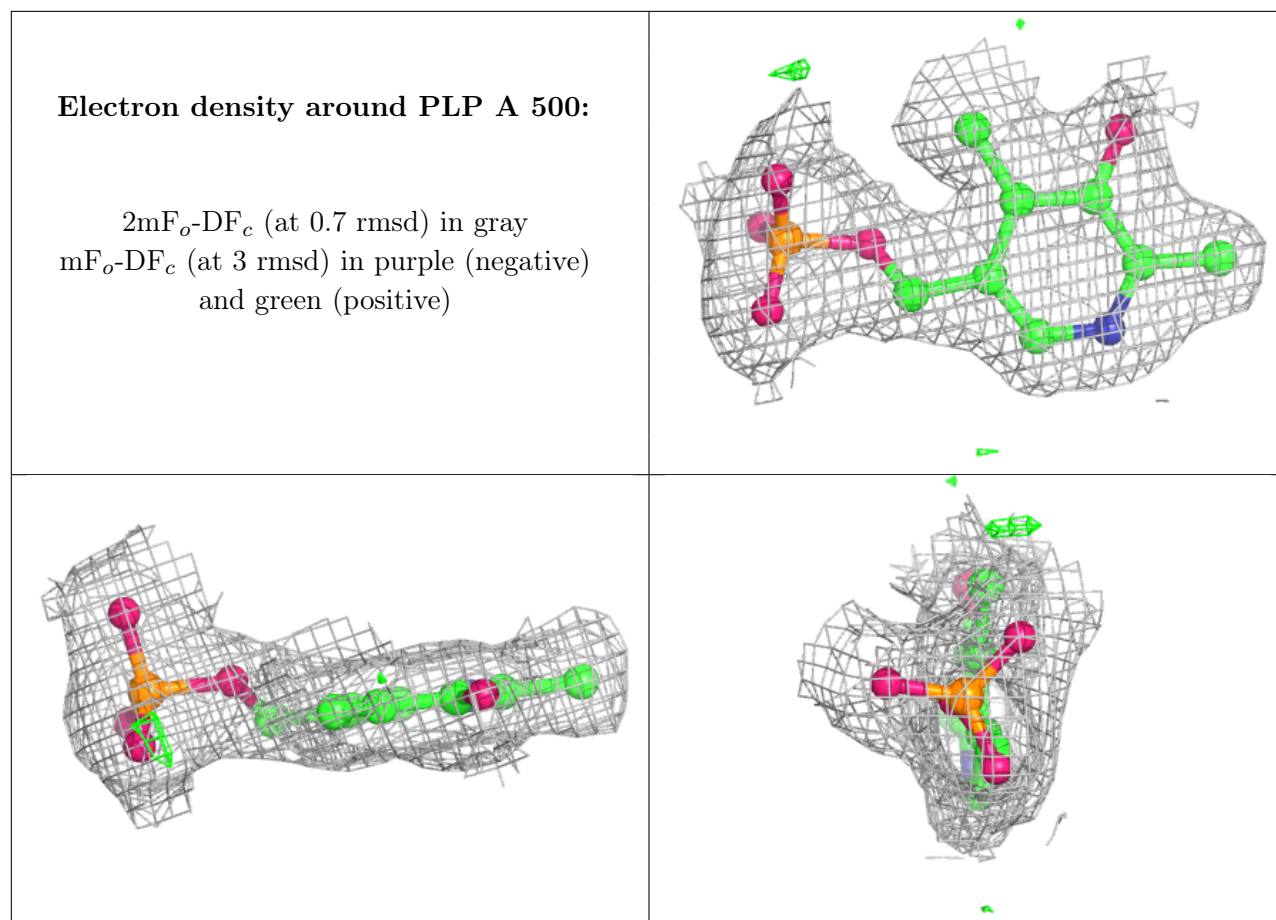 Electron density around PLP A 500:
2mFₒ-DF𝒸 (at 0.7 rmsd) in gray
mFₒ-DF𝒸 (at 3 rmsd) in purple (negative)
and green (positive)